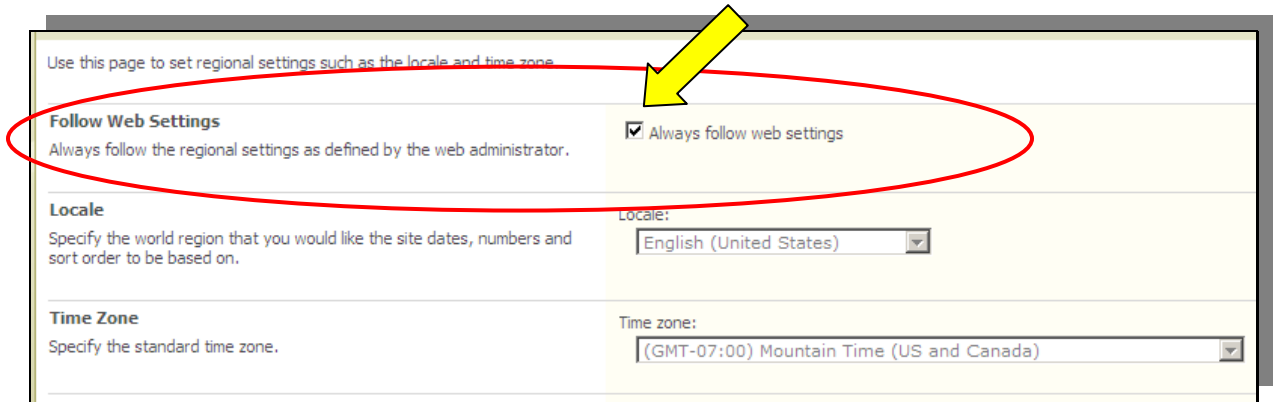 Use this page to set regional settings such as the locale and time zone.
Follow Web Settings
Always follow the regional settings as defined by the web administrator.
Always follow web settings
Locale
Specify the world region that you would like the site dates, numbers and
sort order to be based on.
Locale:
English (United States)
Time Zone
Specify the standard time zone.
Time zone:
(GMT-07:00) Mountain Time (US and Canada)